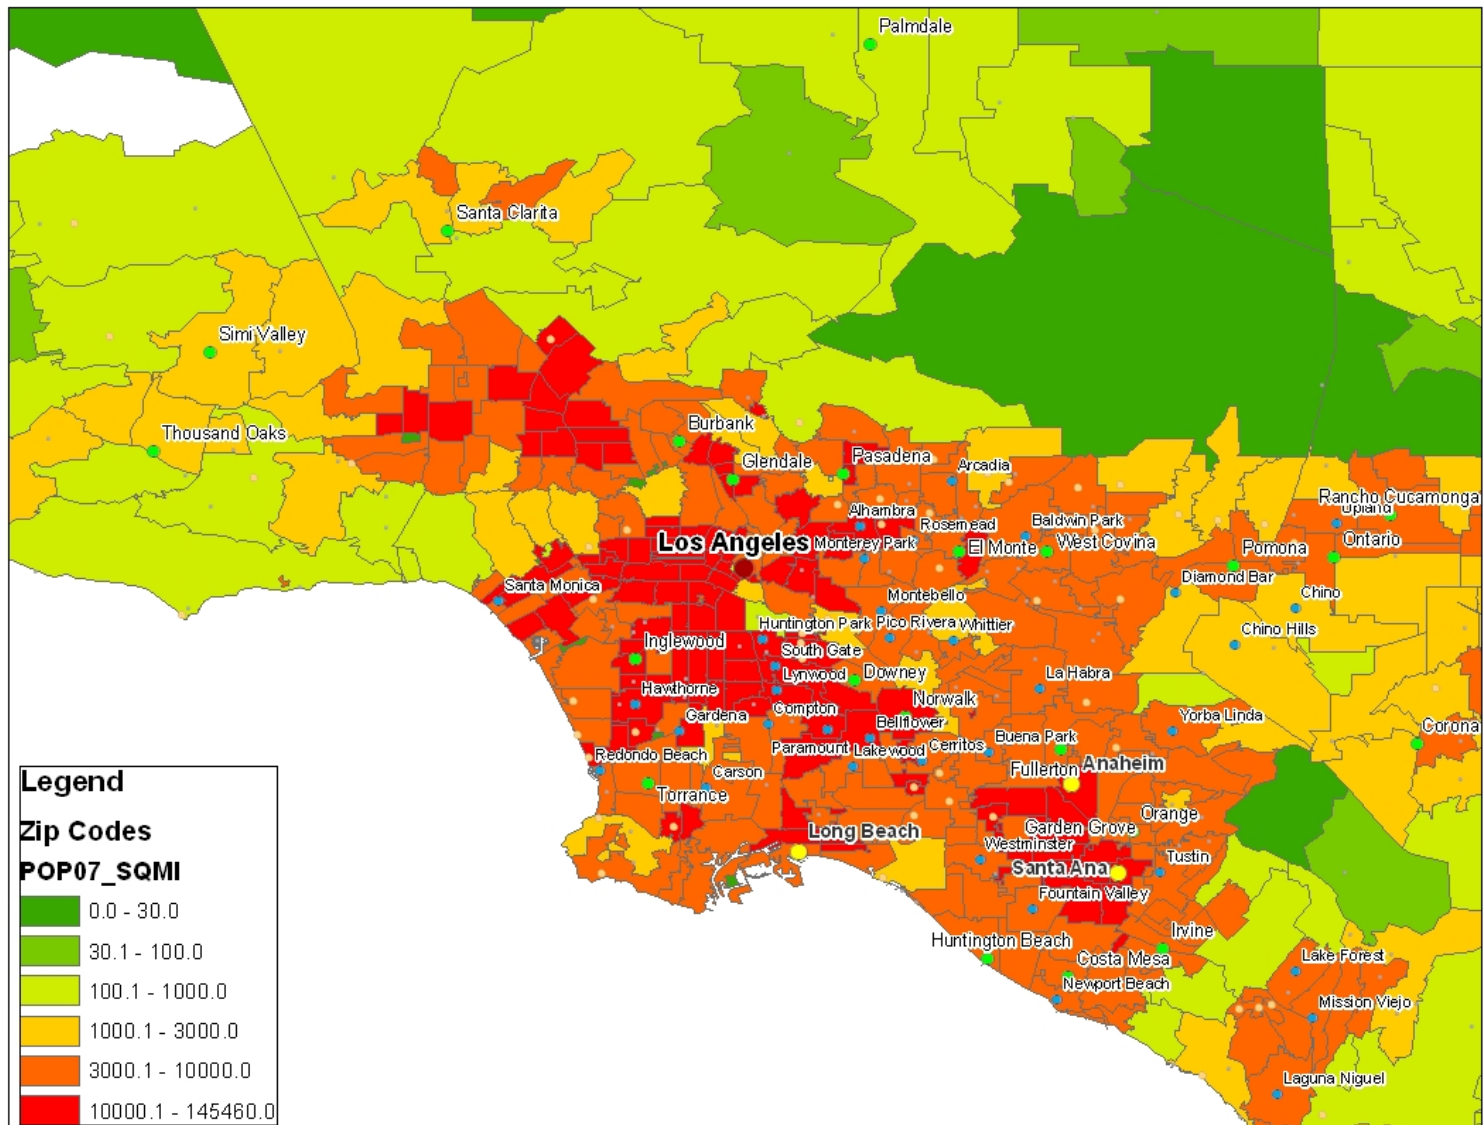 Palmdale
Santa Clarita
Simi Valley
Thousand Oaks
Burbank
Glendale
Pasadena
Arcadia
Rancho Cucamonga
Upland
Alhambra
Rosemead
Baldwin Park
Los Angeles
Monterey Park
El Monte
West Covina
Pomona
Ontario
Diamond Bar
Santa Monica
Montebello
Chino
Huntington Park
Pico Rivera
Whittier
Chino Hills
Inglewood
South Gate
Lynwood
Downey
La Habra
Hawthorne
Norwalk
Gardena
Compton
Bellflower
Yorba Linda
Corona
Redondo Beach
Paramount
Lakewood
Cerritos
Buena Park
Carson
Fullerton
Anaheim
Torrance
Orange
Long Beach
Garden Grove
Westminster
Tustin
Santa Ana
Fountain Valley
Huntington Beach
Irvine
Costa Mesa
Lake Forest
Newport Beach
Mission Viejo
Laguna Niguel
Legend
Zip Codes
POP07_SQMI
0.0 - 30.0
30.1 - 100.0
100.1 - 1000.0
1000.1 - 3000.0
3000.1 - 10000.0
10000.1 - 145460.0